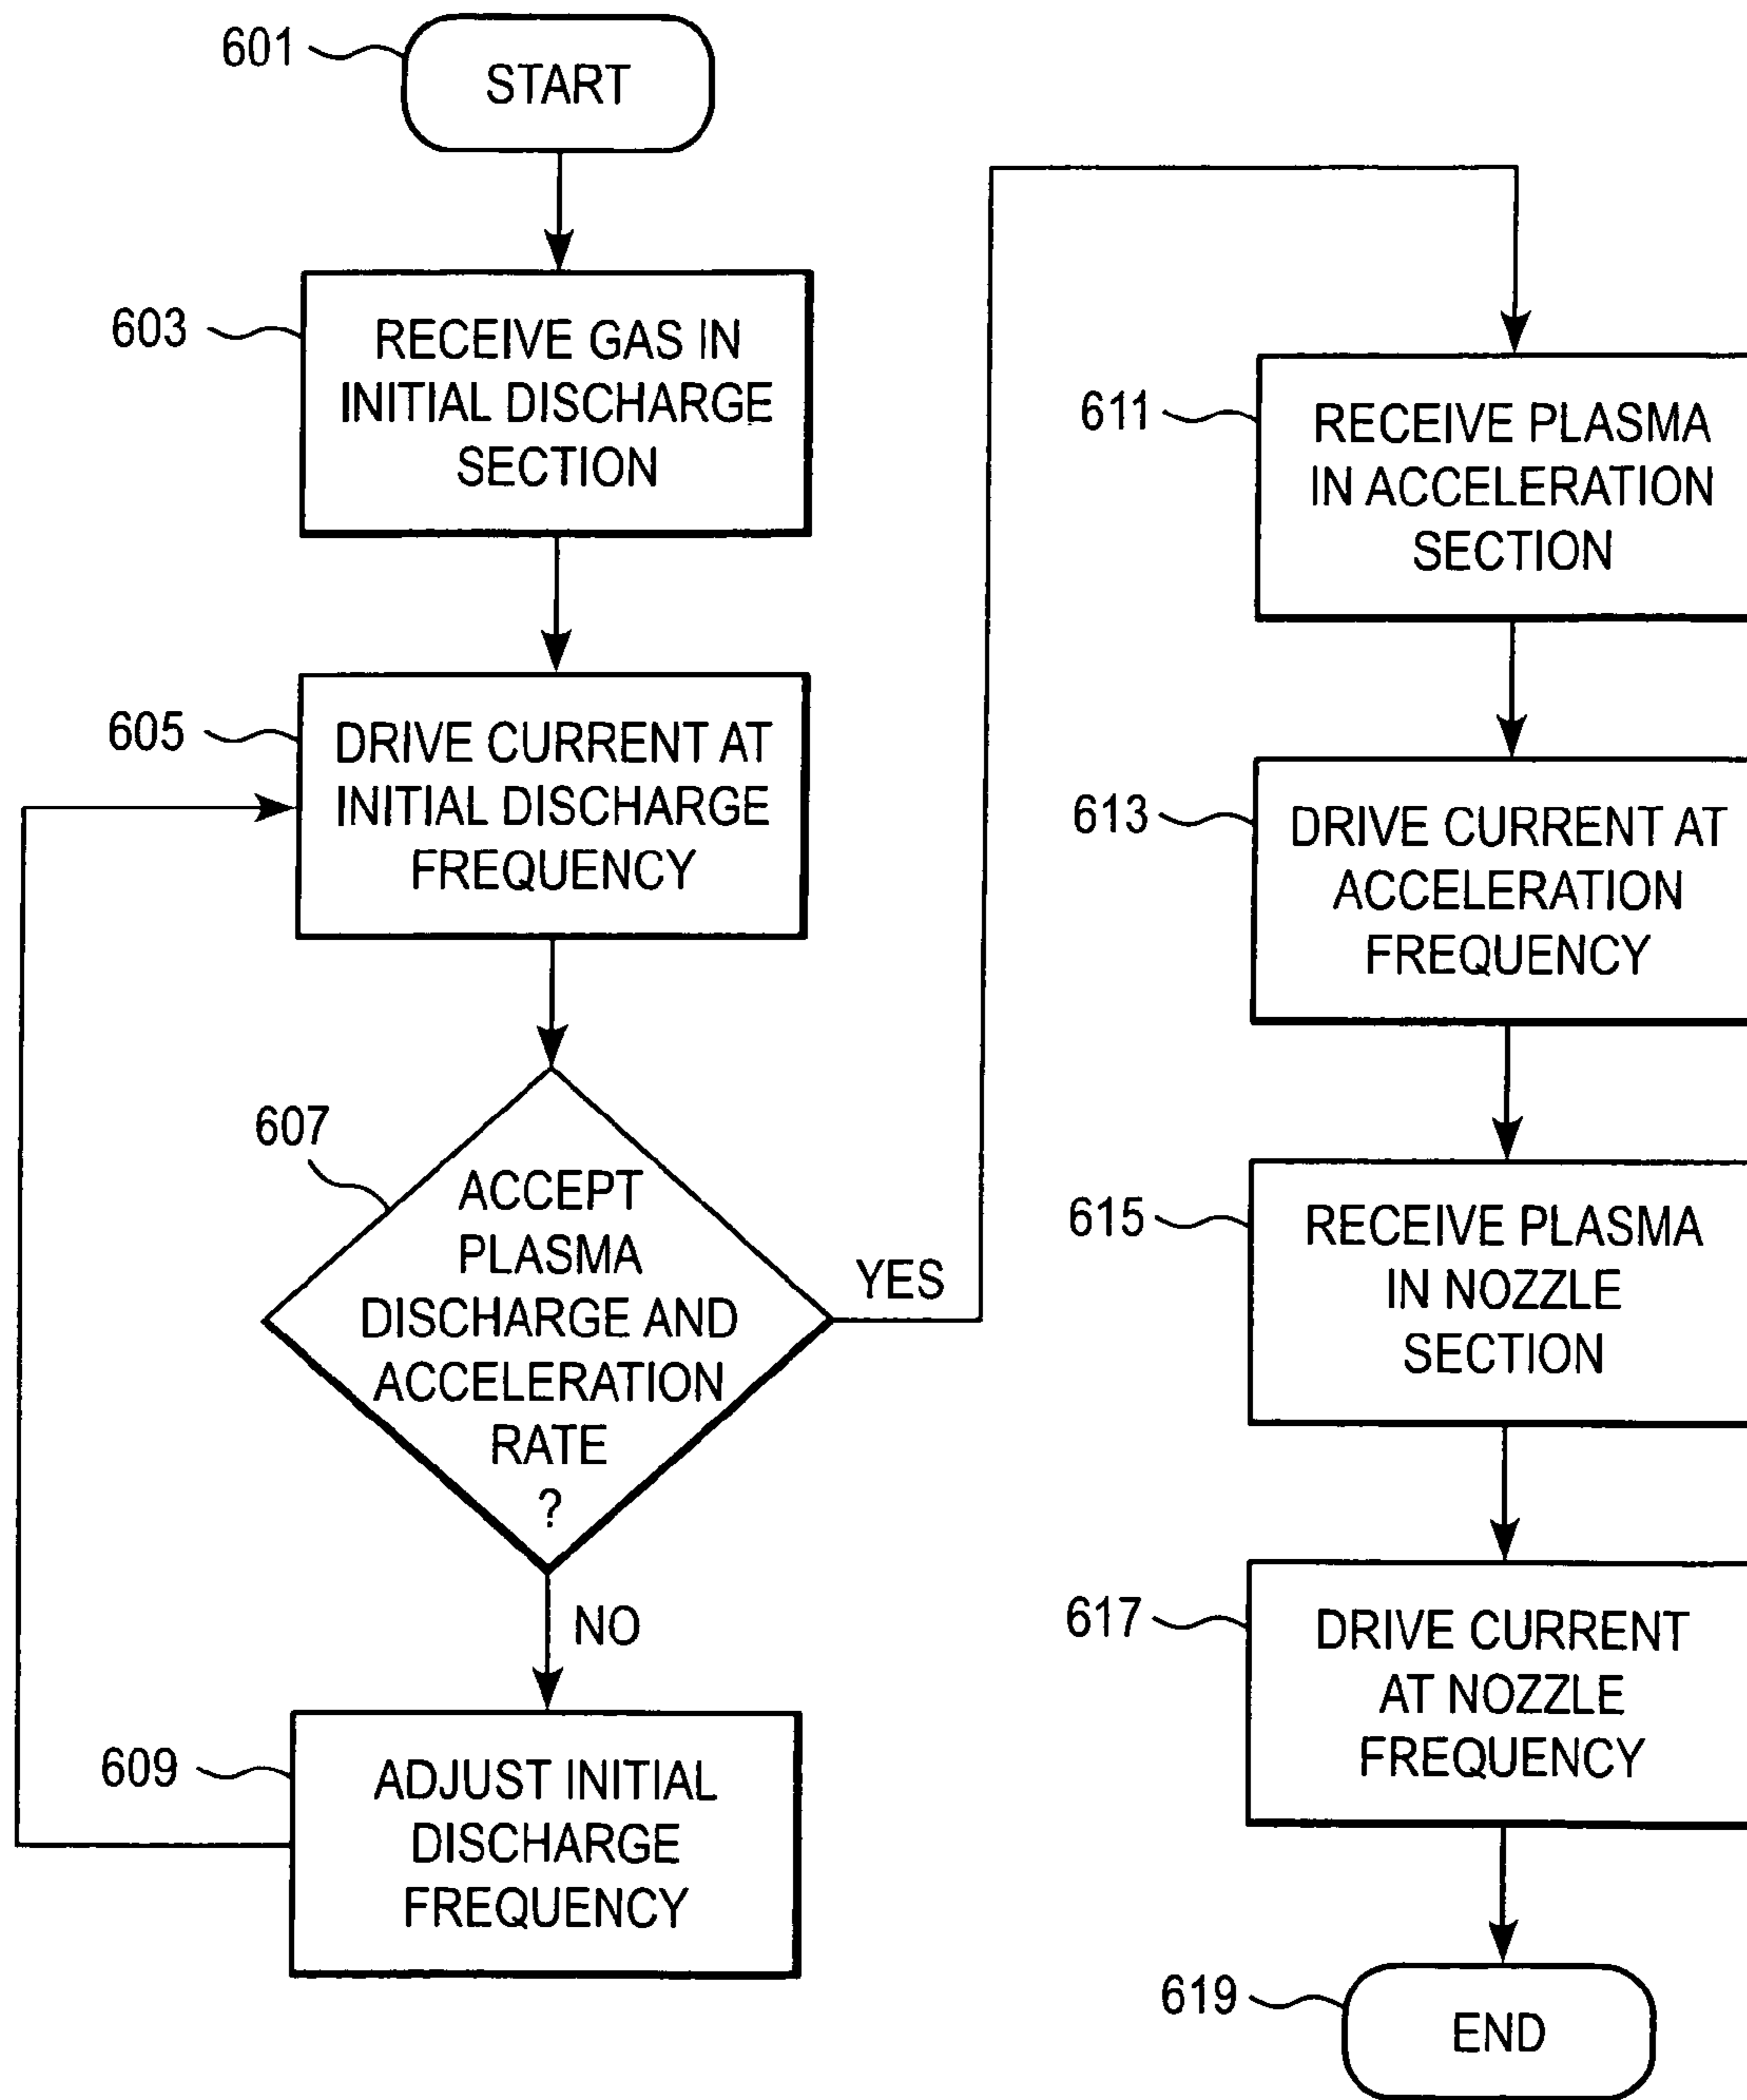 601
START
603
RECEIVE GAS IN
INITIAL DISCHARGE
SECTION
605
DRIVE CURRENT AT
INITIAL DISCHARGE
FREQUENCY
607
ACCEPT
PLASMA
DISCHARGE AND
ACCELERATION
RATE
?
YES
NO
609
ADJUST INITIAL
DISCHARGE
FREQUENCY
611
RECEIVE PLASMA
IN ACCELERATION
SECTION
613
DRIVE CURRENT AT
ACCELERATION
FREQUENCY
615
RECEIVE PLASMA
IN NOZZLE
SECTION
617
DRIVE CURRENT
AT NOZZLE
FREQUENCY
619
END